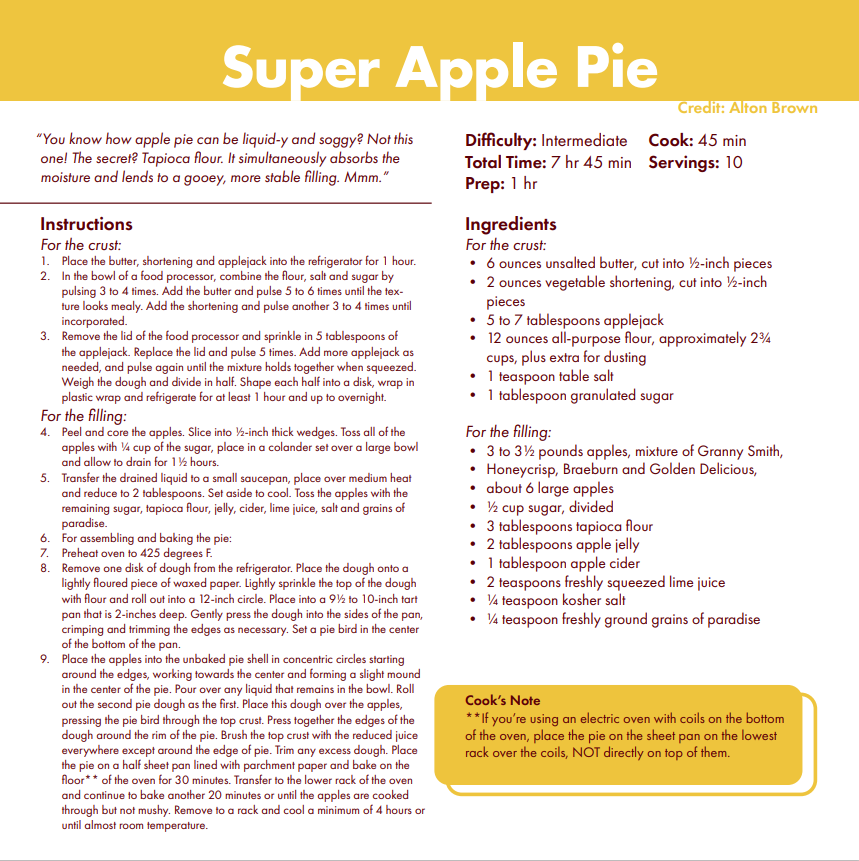 Super Apple Pie
Credit: Alton Brown
“You know how apple pie can be liquid-y and soggy? Not this
one! The secret? Tapioca flour. It simultaneously absorbs the
moisture and lends to a gooey, more stable filling. Mmm.”
Difficulty: Intermediate
Total Time: 7 hr 45 min
Prep: 1 hr
Cook: 45 min
Servings: 10
Instructions
For the crust:
1. Place the butter, shortening and applejack into the refrigerator for 1 hour.
2. In the bowl of a food processor, combine the flour, salt and sugar by
pulsing 3 to 4 times. Add the butter and pulse 5 to 6 times until the tex-
ture looks mealy. Add the shortening and pulse another 3 to 4 times until
incorporated.
3. Remove the lid of the food processor and sprinkle in 5 tablespoons of
the applejack. Replace the lid and pulse 5 times. Add more applejack as
needed, and pulse again until the mixture holds together when squeezed.
Weigh the dough and divide in half. Shape each half into a disk, wrap in
plastic wrap and refrigerate for at least 1 hour and up to overnight.
For the filling:
4. Peel and core the apples. Slice into ½-inch thick wedges. Toss all of the
apples with ¼ cup of the sugar, place in a colander set over a large bowl
and allow to drain for 1½ hours.
5. Transfer the drained liquid to a small saucepan, place over medium heat
and reduce to 2 tablespoons. Set aside to cool. Toss the apples with the
remaining sugar, tapioca flour, jelly, cider, lime juice, salt and grains of
paradise.
6. For assembling and baking the pie:
7. Preheat oven to 425 degrees F.
8. Remove one disk of dough from the refrigerator. Place the dough onto a
lightly floured piece of waxed paper. Lightly sprinkle the top of the dough
with flour and roll out into a 12-inch circle. Place into a 9½ to 10-inch tart
pan that is 2-inches deep. Gently press the dough into the sides of the pan,
crimping and trimming the edges as necessary. Set a pie bird in the center
of the bottom of the pan.
9. Place the apples into the unbaked pie shell in concentric circles starting
around the edges, working towards the center and forming a slight mound
in the center of the pie. Pour over any liquid that remains in the bowl. Roll
out the second pie dough as the first. Place this dough over the apples,
pressing the pie bird through the top crust. Press together the edges of the
dough around the rim of the pie. Brush the top crust with the reduced juice
everywhere except around the edge of pie. Trim any excess dough. Place
the pie on a half sheet pan lined with parchment paper and bake on the
floor** of the oven for 30 minutes. Transfer to the lower rack of the oven
and continue to bake another 20 minutes or until the apples are cooked
through but not mushy. Remove to a rack and cool a minimum of 4 hours or
until almost room temperature.
Ingredients
For the crust:
• 6 ounces unsalted butter, cut into ½-inch pieces
• 2 ounces vegetable shortening, cut into ½-inch
pieces
• 5 to 7 tablespoons applejack
• 12 ounces all-purpose flour, approximately 2¾
cups, plus extra for dusting
• 1 teaspoon table salt
• 1 tablespoon granulated sugar
For the filling:
• 3 to 3½ pounds apples, mixture of Granny Smith,
• Honeycrisp, Braeburn and Golden Delicious,
• about 6 large apples
• ½ cup sugar, divided
• 3 tablespoons tapioca flour
• 2 tablespoons apple jelly
• 1 tablespoon apple cider
• 2 teaspoons freshly squeezed lime juice
• ¼ teaspoon kosher salt
• ¼ teaspoon freshly ground grains of paradise
Cook’s Note
**If you’re using an electric oven with coils on the bottom
of the oven, place the pie on the sheet pan on the lowest
rack over the coils, NOT directly on top of them.